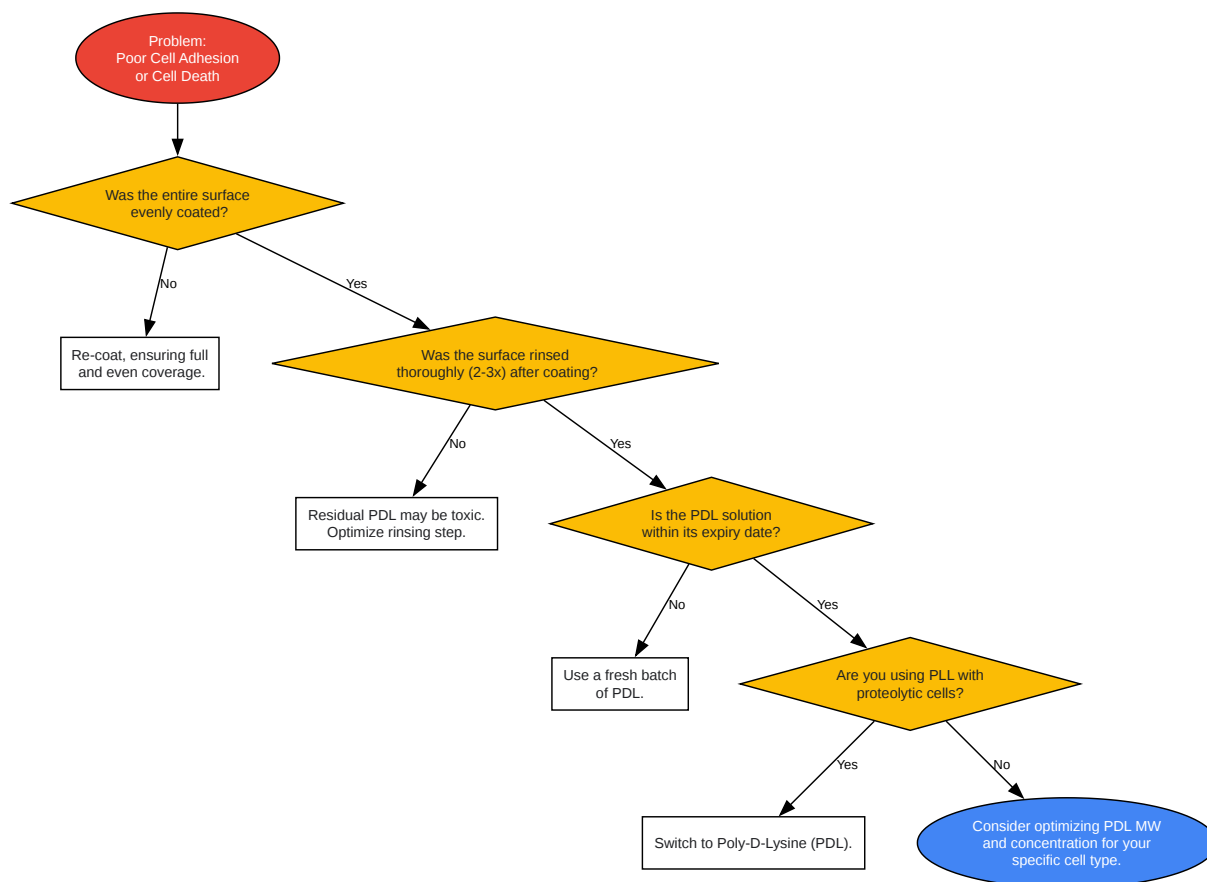 Problem:
Poor Cell Adhesion
or Cell Death
Was the entire surface
evenly coated?
No
Yes
Re-coat, ensuring full
and even coverage.
Was the surface rinsed
thoroughly (2-3x) after coating?
No
Yes
Residual PDL may be toxic.
Optimize rinsing step.
Is the PDL solution
within its expiry date?
No
Yes
Use a fresh batch
of PDL.
Are you using PLL with
proteolytic cells?
Yes
No
Switch to Poly-D-Lysine (PDL).
Consider optimizing PDL MW
and concentration for your
specific cell type.